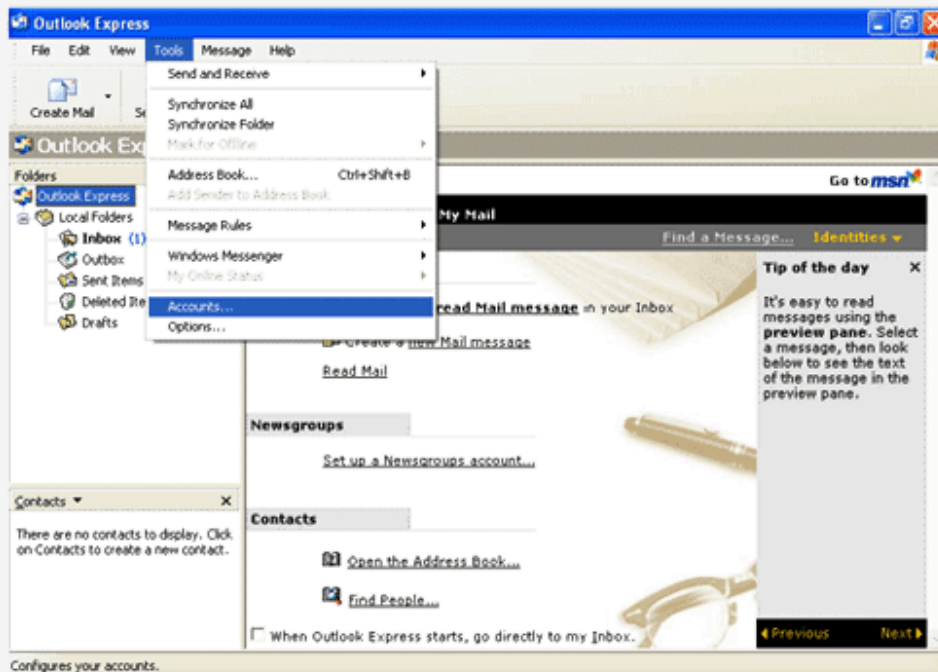 Outlook Express
File Edit View Tools Message Help
Create Mail
Outlook Ex
Send and Receive
Synchronize All
Synchronize Folder
Mark for Offline
Address Book... Ctrl+Shift+B
Add Sender to Address Book
Message Rules
Windows Messenger
My Online Status
Accounts...
Options...
Folders
Outlook Express
Local Folders
Inbox (1)
Outbox
Sent Items
Deleted Ite
Drafts
Contacts
There are no contacts to display. Click
on Contacts to create a new contact.
Go to msn
My Mail
Find a Message... Identities
read Mail message in your Inbox
Create a new Mail message
Read Mail
Newsgroups
Set up a Newsgroups account...
Contacts
Open the Address Book...
Find People...
When Outlook Express starts, go directly to my Inbox.
Tip of the day
It's easy to read
messages using the
preview pane. Select
a message, then look
below to see the text
of the message in the
preview pane.
Previous Next
Configures your accounts.